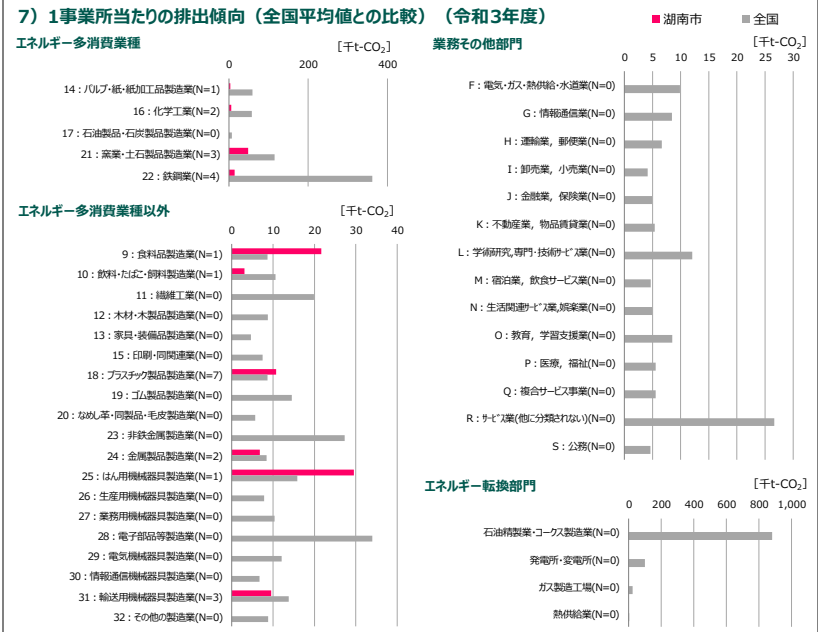 7）1事業所当たりの排出傾向（全国平均値との比較）（令和3年度）
湖南市
全国
エネルギー多消費業種
[千t-CO₂]
0 200 400
14：パルプ・紙・紙加工品製造業(N=1)
16：化学工業(N=2)
17：石油製品・石炭製品製造業(N=0)
21：窯業・土石製品製造業(N=3)
22：鉄鋼業(N=4)
エネルギー多消費業種以外
[千t-CO₂]
0 10 20 30 40
9：食料品製造業(N=1)
10：飲料・たばこ・飼料製造業(N=1)
11：繊維工業(N=0)
12：木材・木製品製造業(N=0)
13：家具・装備品製造業(N=0)
15：印刷・同関連業(N=0)
18：プラスチック製品製造業(N=7)
19：ゴム製品製造業(N=0)
20：なめし革・同製品・毛皮製造業(N=0)
23：非鉄金属製造業(N=0)
24：金属製品製造業(N=2)
25：はん用機械器具製造業(N=1)
26：生産用機械器具製造業(N=0)
27：業務用機械器具製造業(N=0)
28：電子部品等製造業(N=0)
29：電気機械器具製造業(N=0)
30：情報通信機械器具製造業(N=0)
31：輸送用機械器具製造業(N=3)
32：その他の製造業(N=0)
業務その他部門
[千t-CO₂]
0 5 10 15 20 25 30
F：電気・ガス・熱供給・水道業(N=0)
G：情報通信業(N=0)
H：運輸業，郵便業(N=0)
I：卸売業，小売業(N=0)
J：金融業，保険業(N=0)
K：不動産業，物品賃貸業(N=0)
L：学術研究,専門・技術サービス業(N=0)
M：宿泊業，飲食サービス業(N=0)
N：生活関連サービス業,娯楽業(N=0)
O：教育，学習支援業(N=0)
P：医療，福祉(N=0)
Q：複合サービス事業(N=0)
R：サービス業(他に分類されない)(N=0)
S：公務(N=0)
エネルギー転換部門
[千t-CO₂]
0 200 400 600 800 1,000
石油精製業・コークス製造業(N=0)
発電所・変電所(N=0)
ガス製造工場(N=0)
熱供給業(N=0)